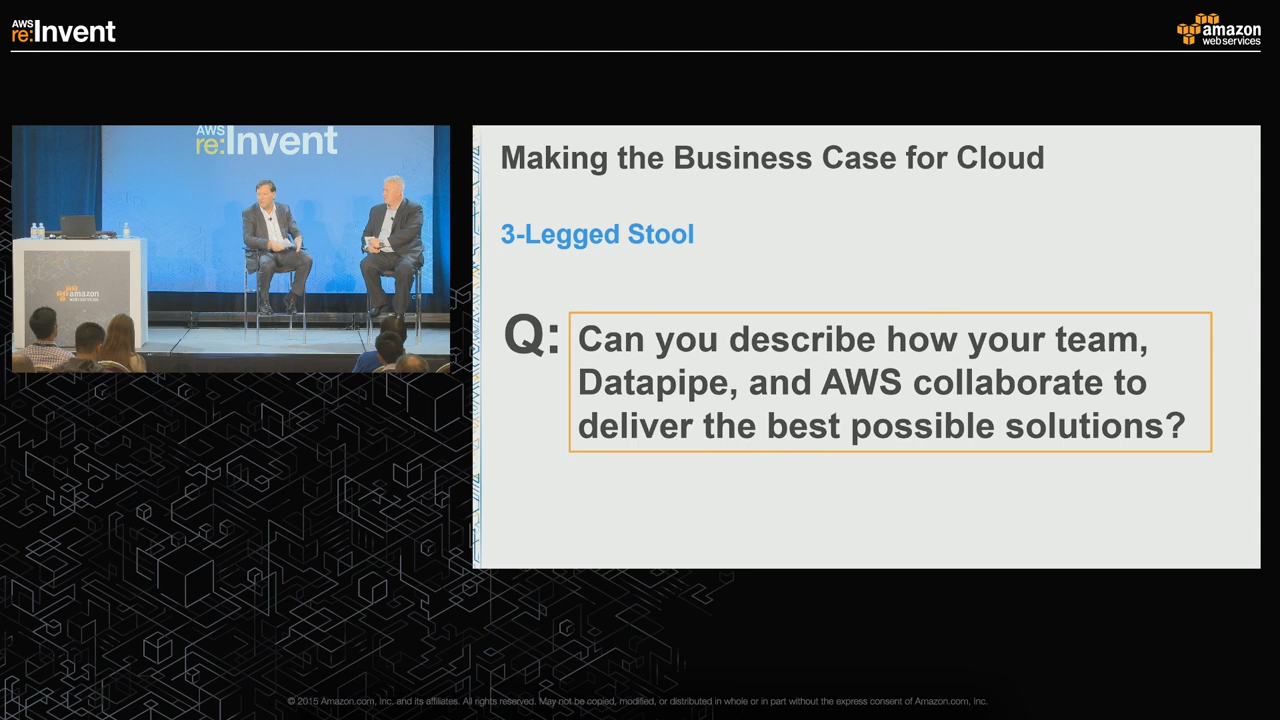 AWS
re:Invent
amazon
web services
AWS
re:Invent
amazon
web services
Making the Business Case for Cloud
3-Legged Stool
Q: Can you describe how your team,
Datapipe, and AWS collaborate to
deliver the best possible solutions?
© 2015 Amazon.com, Inc. and its affiliates. All rights reserved. May not be copied, modified, or distributed in whole or in part without the express consent of Amazon.com, Inc.